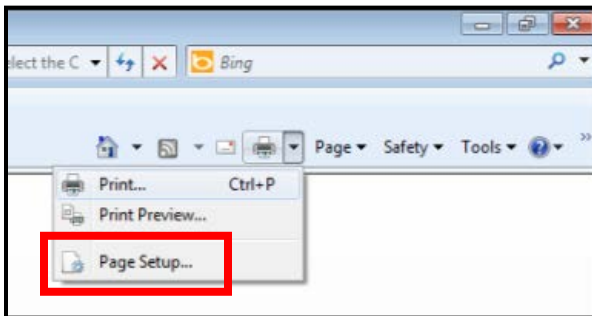 elect the C
Bing
Page Safety Tools
Print... Ctrl+P
Print Preview...
Page Setup...